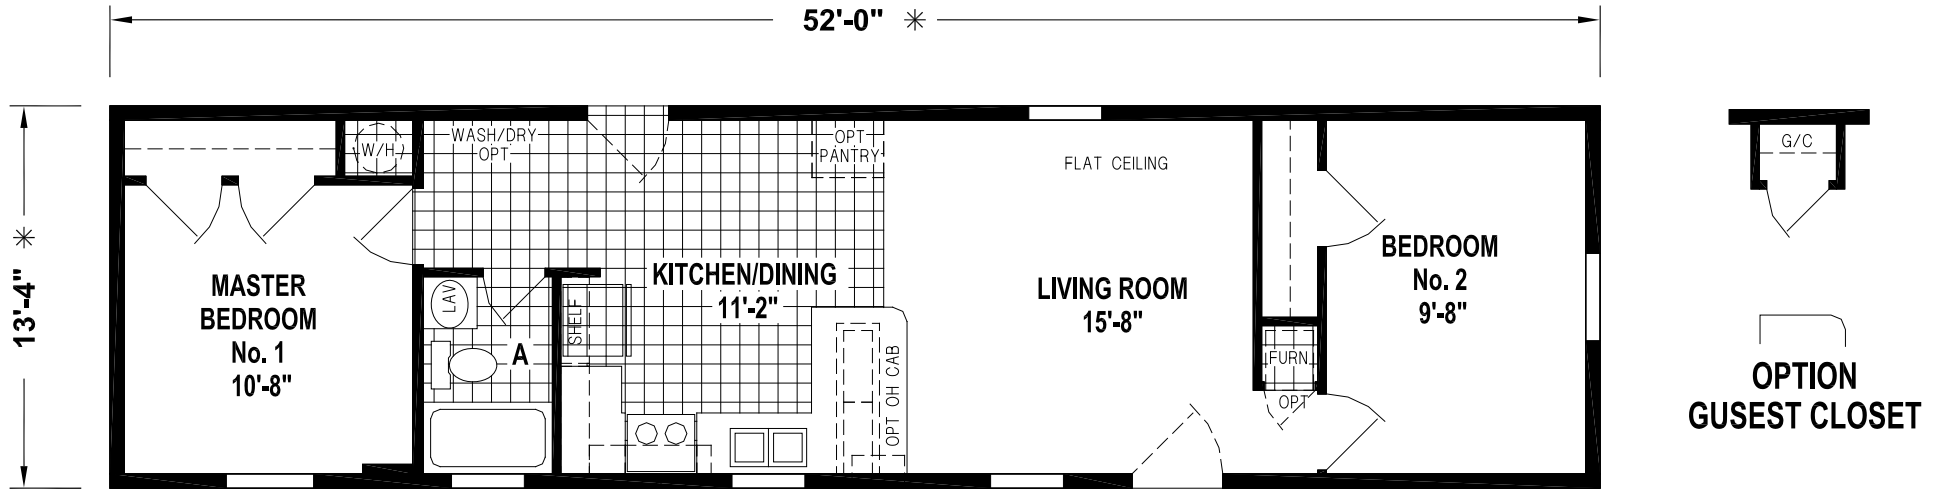 52'-0" *
13'-4" *
W/H
WASH/DRY
OPT
OPT
PANTRY
FLAT CEILING
G/C
MASTER
BEDROOM
No. 1
10'-8"
LAV
A
SHELF
KITCHEN/DINING
11'-2"
OPT OH CAB
LIVING ROOM
15'-8"
FURN
OPT
BEDROOM
No. 2
9'-8"
OPTION
GUSEST CLOSET